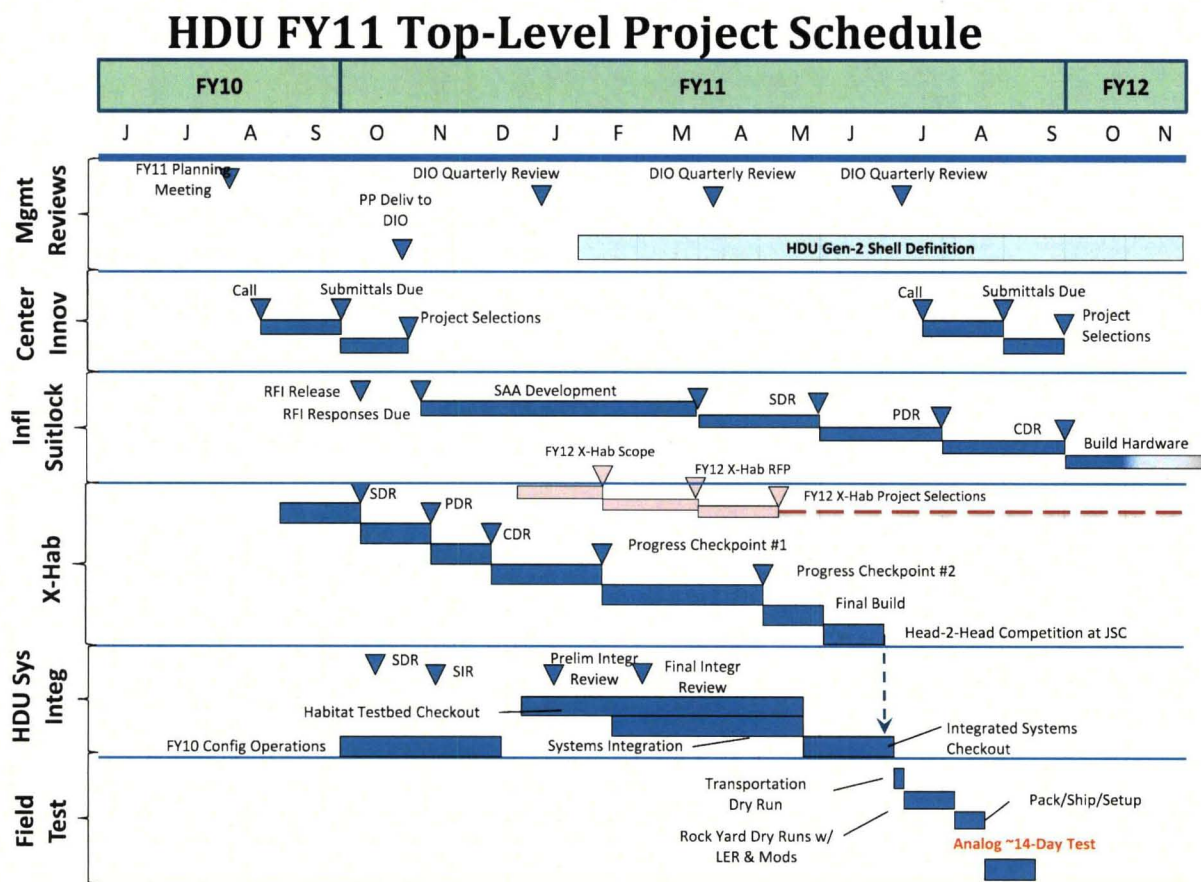 HDU FY11 Top-Level Project Schedule
FY10 FY11 FY12
J J A S O N D J F M A M J J A S O N
Mgmt
Reviews
FY11 Planning
Meeting
PP Deliv to
DIO
DIO Quarterly Review
DIO Quarterly Review
DIO Quarterly Review
HDU Gen-2 Shell Definition
Center
Innov
Call
Submittals Due
Project Selections
Call
Submittals Due
Project
Selections
Infl
Suitlock
RFI Release
RFI Responses Due
SAA Development
SDR
PDR
CDR
Build Hardware
X-Hab
FY12 X-Hab Scope
FY12 X-Hab RFP
FY12 X-Hab Project Selections
SDR
PDR
CDR
Progress Checkpoint #1
Progress Checkpoint #2
Final Build
Head-2-Head Competition at JSC
HDU Sys
Integ
SDR
SIR
Prelim Integr
Review
Final Integr
Review
Habitat Testbed Checkout
FY10 Config Operations
Systems Integration
Integrated Systems
Checkout
Field
Test
Transportation
Dry Run
Rock Yard Dry Runs w/
LER & Mods
Pack/Ship/Setup
Analog ~14-Day Test